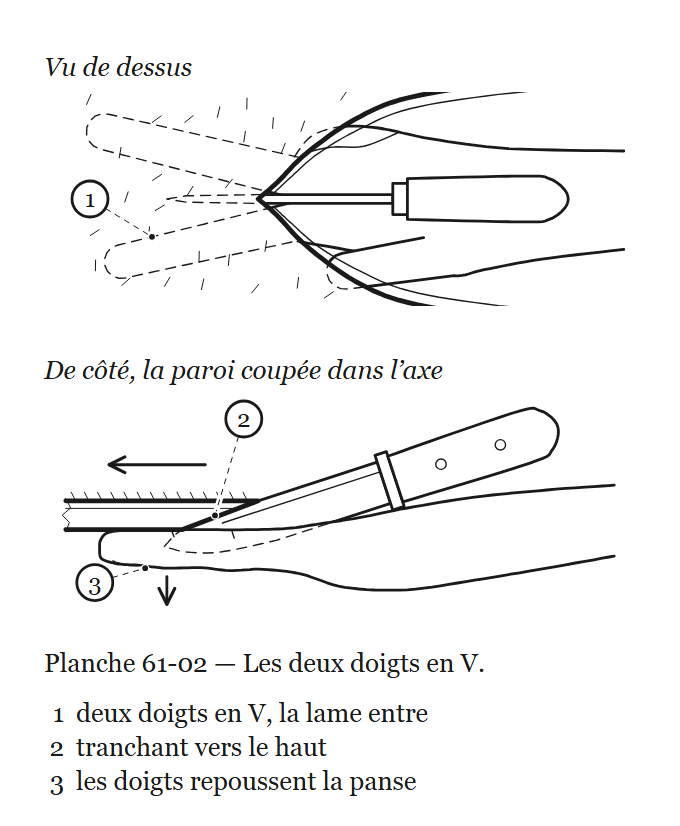 Vu de dessus
1
De côté, la paroi coupée dans l’axe
2
3
Planche 61-02 — Les deux doigts en V.
1 deux doigts en V, la lame entre
2 tranchant vers le haut
3 les doigts repoussent la panse